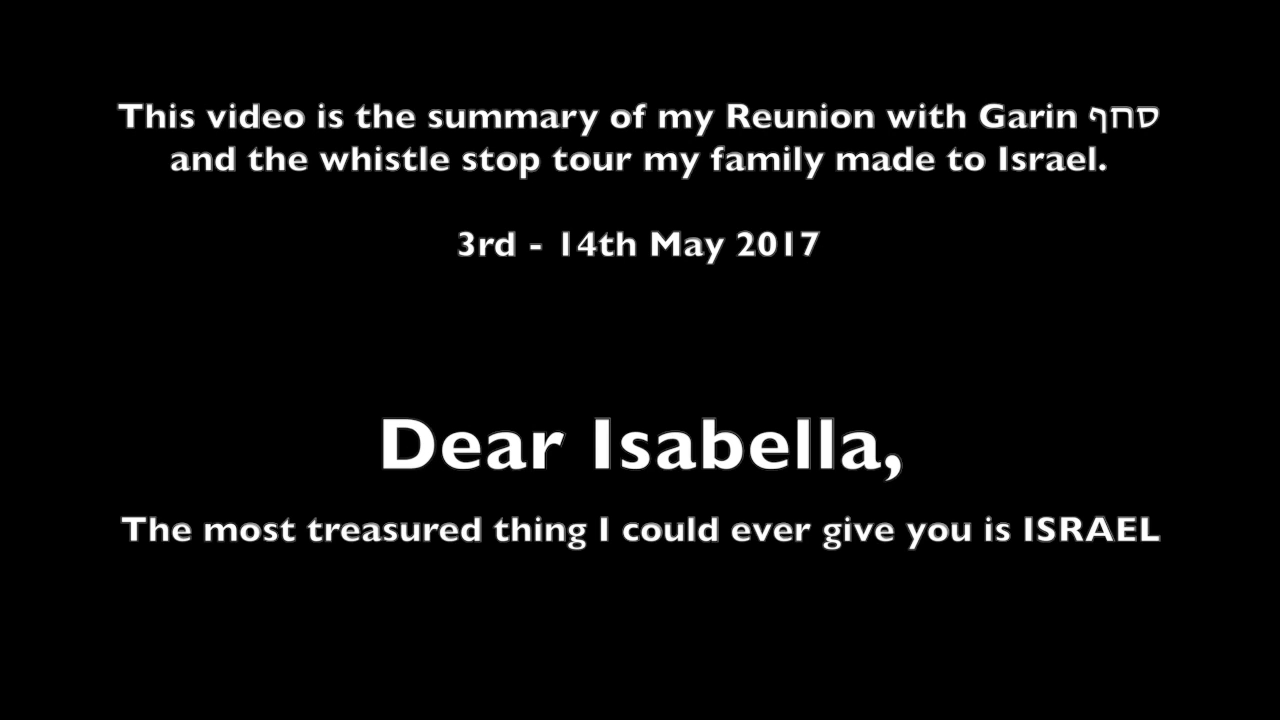 This video is the summary of my Reunion with Garin סחף
and the whistle stop tour my family made to Israel.
3rd - 14th May 2017
Dear Isabella,
The most treasured thing I could ever give you is ISRAEL